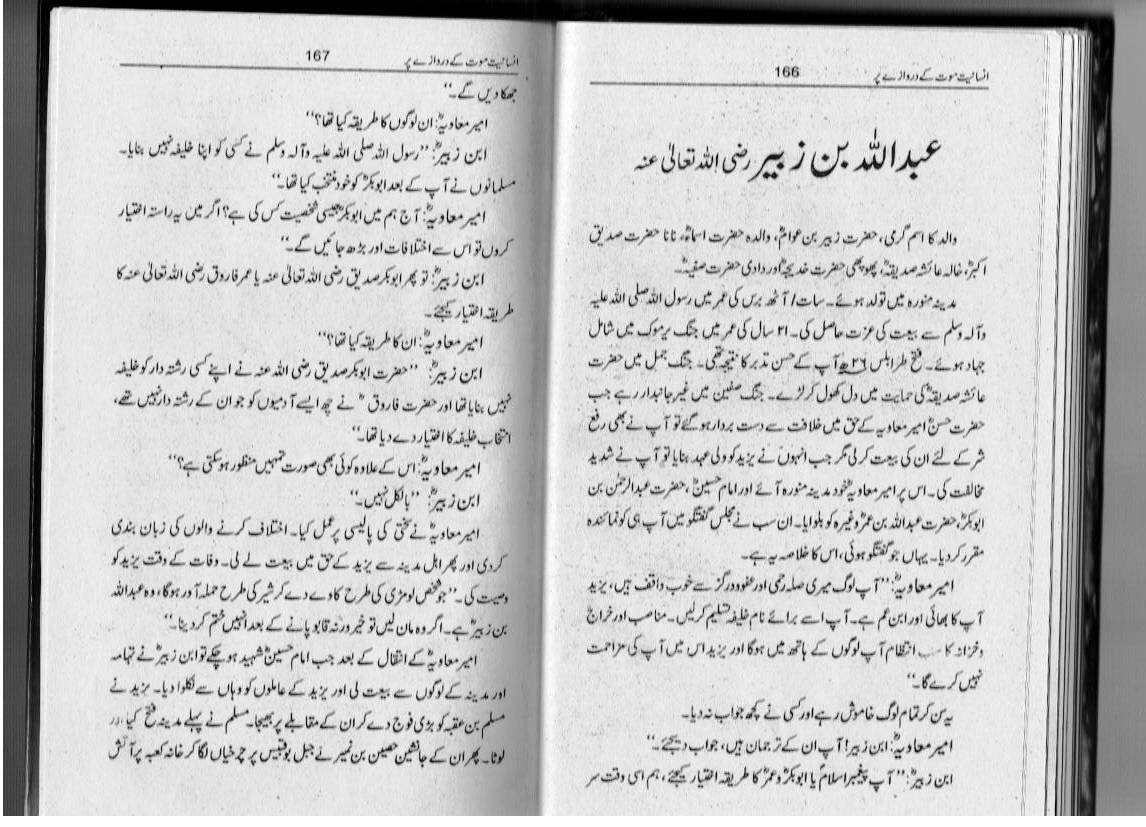 انسانیت موت کے دروازے پر
166
عبداللہ بن زبیر رضی اللہ تعالیٰ عنہ
والد کا اسم گرمی، حضرت زبیر بن عوامؓ، والدہ حضرت اسماءؓ، نانا حضرت صدیق
اکبرؓ، خالہ عائشہ صدیقہؓ، پھوپھی حضرت خدیجہؓ اور دادی حضرت صفیہؓ۔
مدینہ منورہ میں تولد ہوئے۔ سات/ آٹھ برس کی عمر میں رسول اللہ صلی اللہ علیہ
وآلہ وسلم سے بیعت کی عزت حاصل کی۔ ۲۱ سال کی عمر میں جنگ یرموک میں شامل
جہاد ہوئے۔ فتح طرابلس ۲۶ھ آپ کے حسن تدبر کا نتیجہ تھی۔ جنگ جمل میں حضرت
عائشہ صدیقہؓ کی حمایت میں دل کھول کر لڑے۔ جنگ صفین میں غیر جانبدار رہے جب
حضرت حسنؓ امیر معاویہ کے حق میں خلافت سے دست بردار ہو گئے تو آپ نے بھی رفع
شر کے لئے ان کی بیعت کر لی مگر جب انہوں نے یزید کو ولی عہد بنایا تو آپ نے شدید
مخالفت کی۔ اس پر امیر معاویہؓ خود مدینہ منورہ آئے اور امام حسینؓ، حضرت عبدالرحمٰن بن
ابوبکرؓ، حضرت عبداللہ بن عمرؓ وغیرہ کو بلوایا۔ ان سب نے مجلس گفتگو میں آپ ہی کو نمائندہ
مقرر کر دیا۔ یہاں جو گفتگو ہوئی، اس کا خلاصہ یہ ہے۔
امیر معاویہؓ: ”آپ لوگ میری صلہ رحمی اور عفوودرگز سے خوب واقف ہیں، یزید
آپ کا بھائی اور ابن عم ہے۔ آپ اسے برائے نام خلیفہ تسلیم کر لیں۔ مناصب اور خراج
وخزانہ کا سب انتظام آپ لوگوں کے ہاتھ میں ہوگا اور یزید اس میں آپ کی مزاحمت
نہیں کرے گا۔“
یہ سن کر تمام لوگ خاموش رہے اور کسی نے کچھ جواب نہ دیا۔
امیر معاویہؓ: ابن زبیر! آپ ان کے ترجمان ہیں، جواب دیجئے۔“
ابن زبیرؓ: ”آپ پیغمبر اسلامؐ یا ابوبکرؓ و عمرؓ کا طریقہ اختیار کیجئے، ہم اسی وقت سر
انسانیت موت کے دروازے پر
167
جھکا دیں گے۔“
امیر معاویہؓ: ان لوگوں کا طریقہ کیا تھا؟“
ابن زبیرؓ: ”رسول اللہ صلی اللہ علیہ وآلہ وسلم نے کسی کو اپنا خلیفہ نہیں بنایا۔
مسلمانوں نے آپ کے بعد ابوبکرؓ کو خود منتخب کیا تھا۔“
امیر معاویہؓ: آج ہم میں ابوبکرؓ جیسی شخصیت کس کی ہے؟ اگر میں یہ راستہ اختیار
کروں تو اس سے اختلافات اور بڑھ جائیں گے۔“
ابن زبیرؓ: تو پھر ابوبکر صدیق رضی اللہ تعالیٰ عنہ یا عمر فاروق رضی اللہ تعالیٰ عنہ کا
طریقہ اختیار کیجئے۔
امیر معاویہؓ: ان کا طریقہ کیا تھا؟“
ابن زبیرؓ: ”حضرت ابوبکر صدیق رضی اللہ عنہ نے اپنے کسی رشتہ دار کو خلیفہ
نہیں بنایا تھا اور حضرت فاروقؓ نے چھ ایسے آدمیوں کو جو ان کے رشتہ دار نہیں تھے،
انتخاب خلیفہ کا اختیار دے دیا تھا۔“
امیر معاویہؓ: اس کے علاوہ کوئی بھی صورت تمہیں منظور ہو سکتی ہے؟“
ابن زبیرؓ: ”بالکل نہیں۔“
امیر معاویہؓ نے سختی کی پالیسی پر عمل کیا۔ اختلاف کرنے والوں کی زبان بندی
کر دی اور پھر اہل مدینہ سے یزید کے حق میں بیعت لے لی۔ وفات کے وقت یزید کو
وصیت کی۔ ”جو شخص لومڑی کی طرح کاوے دے کر شیر کی طرح حملہ آور ہوگا، وہ عبداللہ
بن زبیرؓ ہے۔ اگر وہ مان لیں تو خیر ورنہ قابو پانے کے بعد انہیں ختم کر دینا۔“
امیر معاویہؓ کے انتقال کے بعد جب امام حسینؓ شہید ہو چکے تو ابن زبیرؓ نے تہامہ
اور مدینہ کے لوگوں سے بیعت لی اور یزید کے عاملوں کو وہاں سے نکلوا دیا۔ یزید نے
مسلم بن عقبہ کو بڑی فوج دے کر ان کے مقابلے پر بھیجا۔ مسلم نے پہلے مدینہ فتح کیا اور
لوٹا۔ پھر ان کے جانشین حصین بن نمیر نے جبل بوقبیس پر چرخیاں لگا کر خانہ کعبہ پر آتش